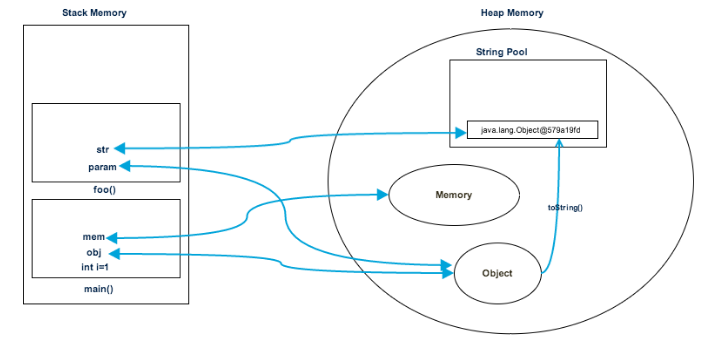 Stack Memory
Heap Memory
String Pool
java.lang.Object@579a19fd
str
param
foo()
Memory
toString()
mem
obj
int i=1
Object
main()